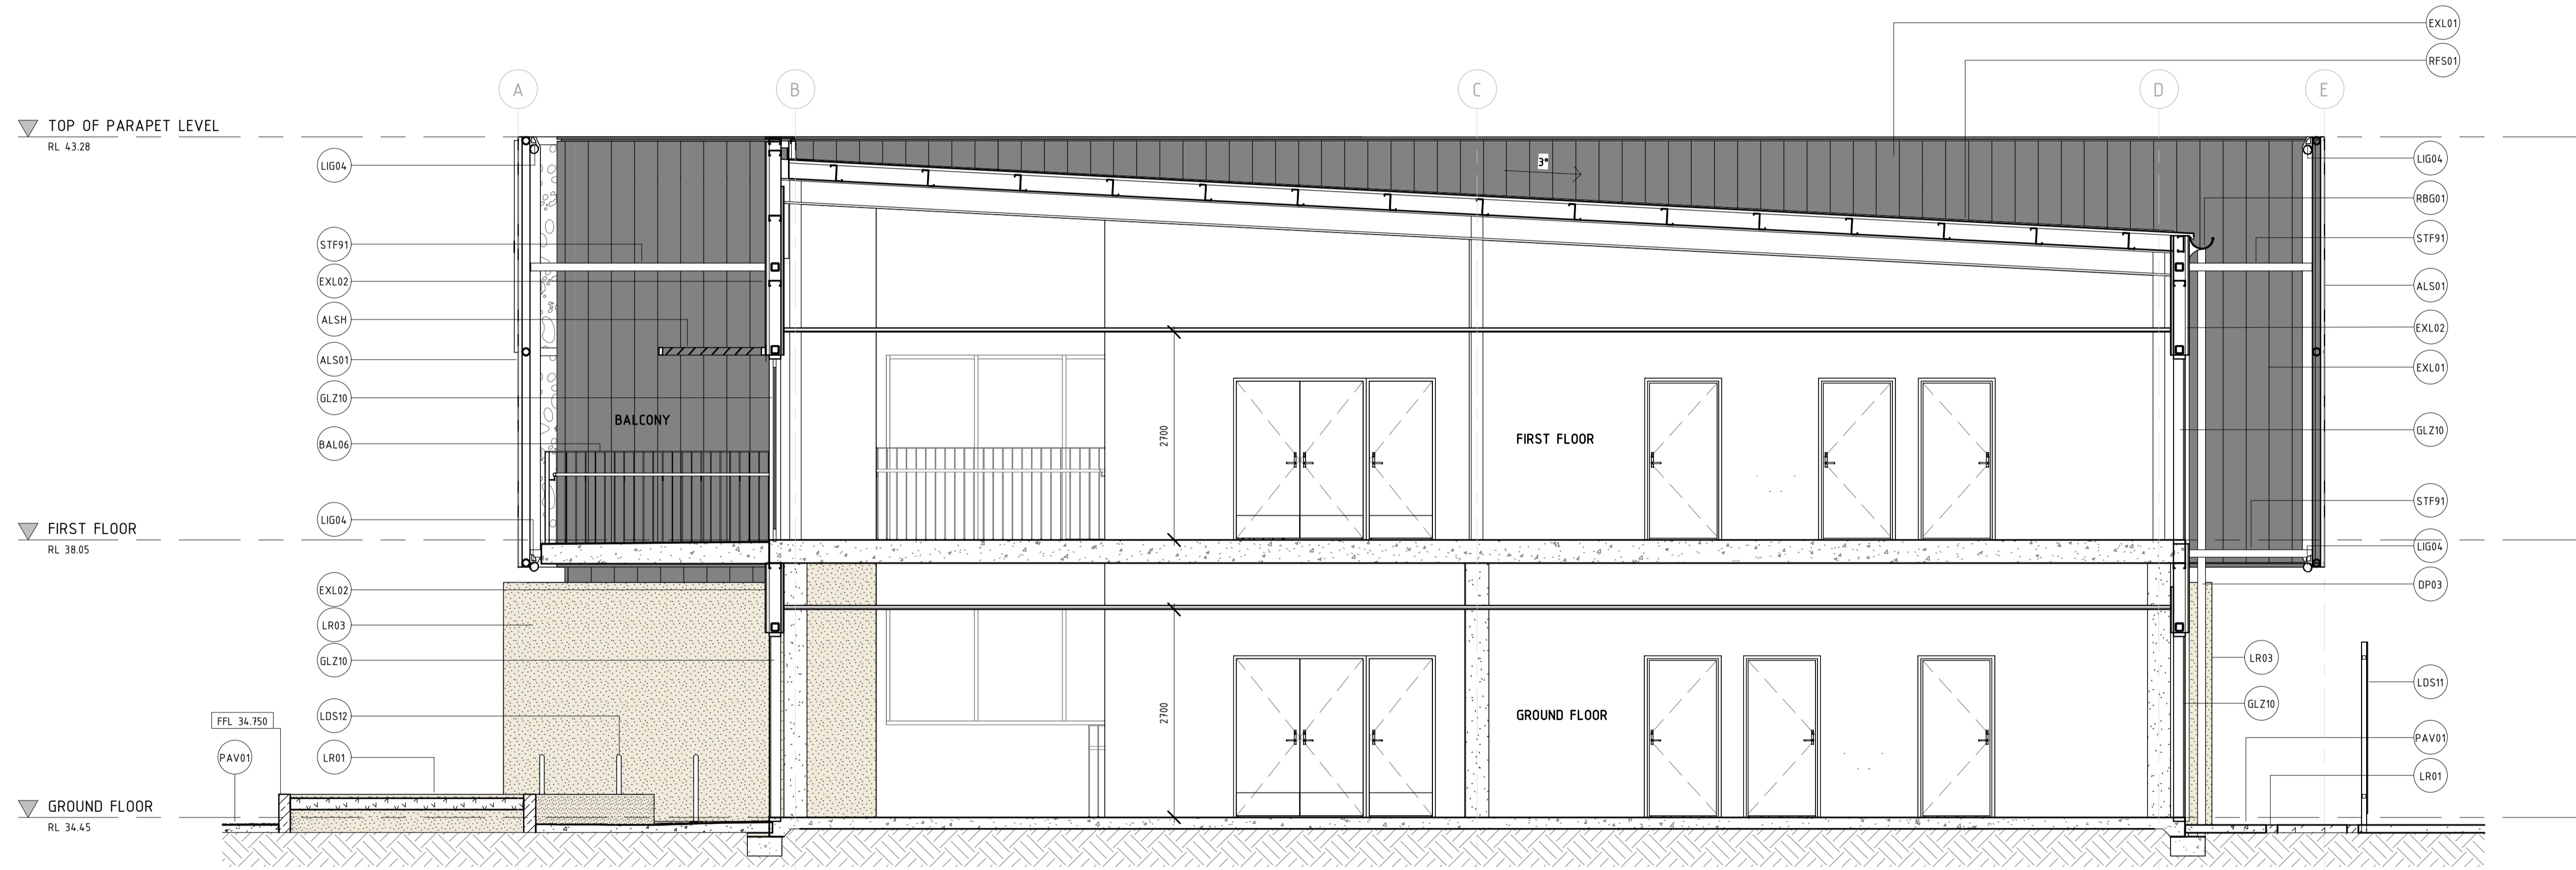 EXL01
RFS01
A
B
C
D
E
TOP OF PARAPET LEVEL
RL 43.28
3°
LIG04
STF91
EXL02
ALSH
ALS01
GLZ10
BAL06
LIG04
BALCONY
2700
FIRST FLOOR
LIG04
RBG01
STF91
ALS01
EXL02
EXL01
GLZ10
STF91
LIG04
DP03
FIRST FLOOR
RL 38.05
EXL02
LR03
GLZ10
LDS12
FFL 34.750
PAV01
LR01
2700
GROUND FLOOR
LR03
LDS11
GLZ10
PAV01
LR01
GROUND FLOOR
RL 34.45